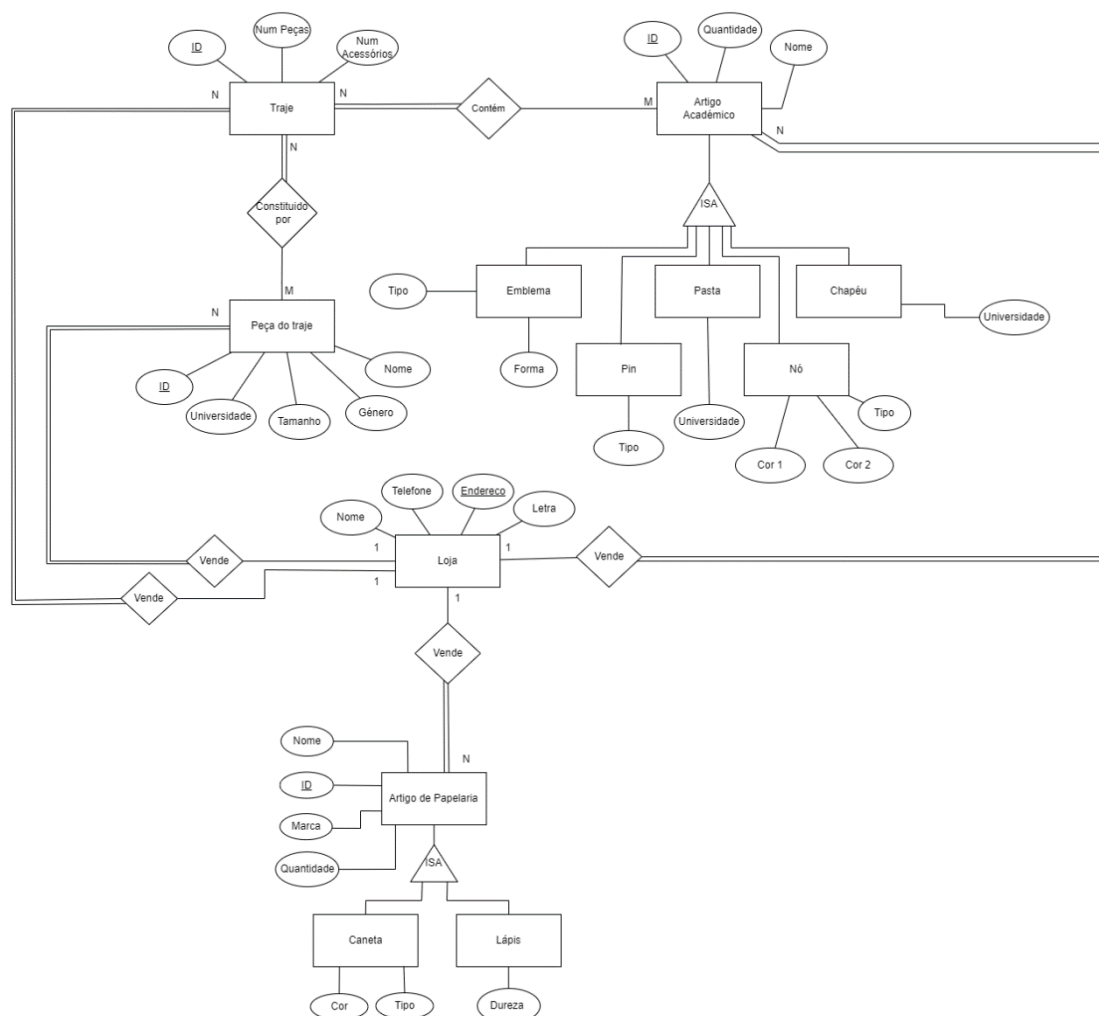 Num Peças
Quantidade
ID
Num
Acessórios
ID
Nome
N
Traje
N
Contém
M
Artigo
Académico
N
N
Constituido
por
ISA
M
Tipo
Emblema
Pasta
Chapéu
N
Peça do traje
Universidade
Nome
Forma
Pin
Nó
ID
Universidade
Tamanho
Género
Tipo
Universidade
Tipo
Cor 1
Cor 2
Telefone
Endereco
Nome
Letra
1
1
Vende
Loja
Vende
1
Vende
1
Vende
Nome
N
ID
Artigo de Papelaria
Marca
Quantidade
ISA
Caneta
Lápis
Cor
Tipo
Dureza